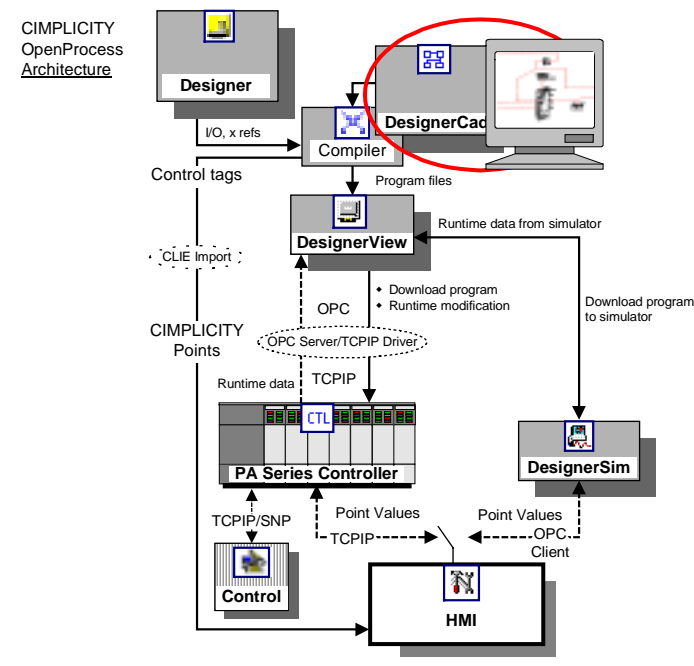 CIMPLICITY
OpenProcess
Architecture
Designer
DesignerCad
I/O, x refs
Compiler
Control tags
Program files
DesignerView
Runtime data from simulator
CLIE Import
Download program
to simulator
OPC
◆ Download program
◆ Runtime modification
CIMPLICITY
Points
OPC Server/TCPIP Driver
Runtime data
TCPIP
CTL
PA Series Controller
DesignerSim
TCPIP/SNP
Point Values
TCPIP
Point Values
OPC
Client
Control
HMI